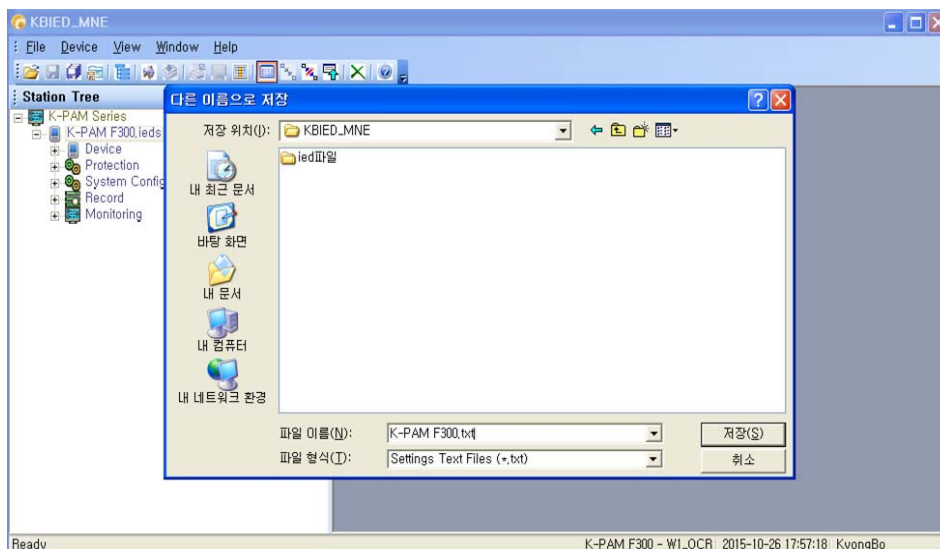 KBIED_MNE
File Device View Window Help
Station Tree
K-PAM Series
K-PAM F300.ieds
Device
Protection
System Config
Record
Monitoring
다른 이름으로 저장
저장 위치(I): KBIED_MNE
ied파일
내 최근 문서
바탕 화면
내 문서
내 컴퓨터
내 네트워크 환경
파일 이름(N): K-PAM F300.txt 저장(S)
파일 형식(T): Settings Text Files (*.txt) 취소
Ready K-PAM F300 - W1_OCR 2015-10-26 17:57:18 KyongBo